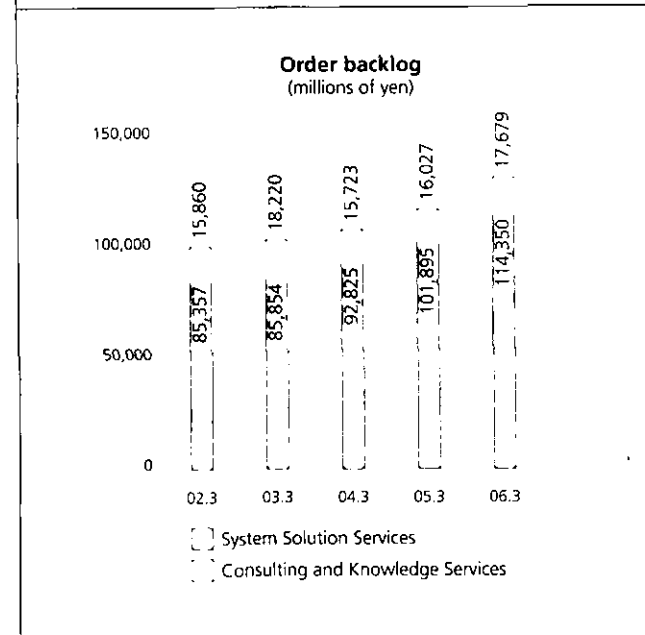 Order backlog
(millions of yen)
150,000
100,000
50,000
0
15,860
18,220
15,723
16,027
17,679
85,357
85,854
92,825
101,895
114,350
02.3 03.3 04.3 05.3 06.3
System Solution Services
Consulting and Knowledge Services